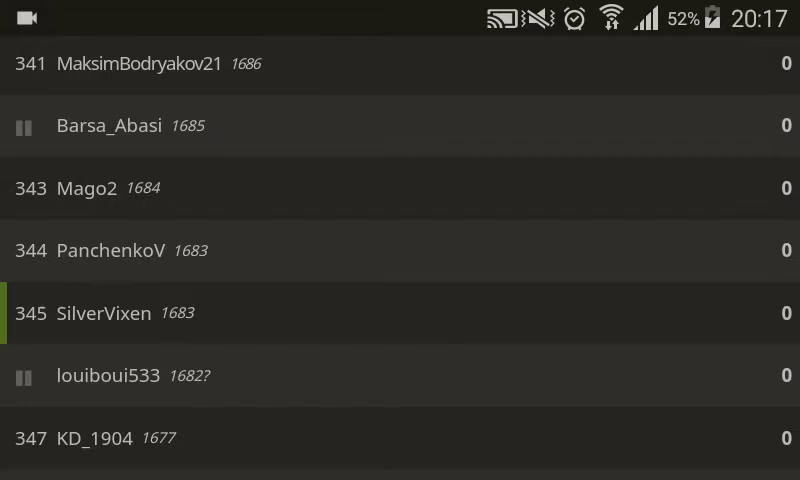 52% 20:17
341 MaksimBodryakov21 1686 0
Barsa_Abasi 1685 0
343 Mago2 1684 0
344 PanchenkoV 1683 0
345 SilverVixen 1683 0
louiboui533 1682? 0
347 KD_1904 1677 0